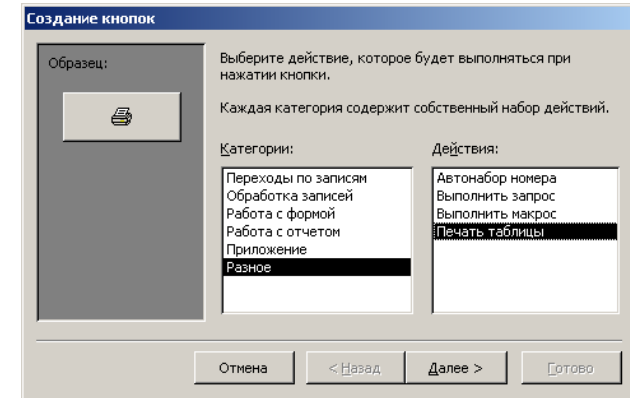 Создание кнопок
Образец:
Выберите действие, которое будет выполняться при
нажатии кнопки.
Каждая категория содержит собственный набор действий.
Категории:
Переходы по записям
Обработка записей
Работа с формой
Работа с отчетом
Приложение
Разное
Действия:
Автонабор номера
Выполнить запрос
Выполнить макрос
Печать таблицы
Отмена
< Назад
Далее >
Готово